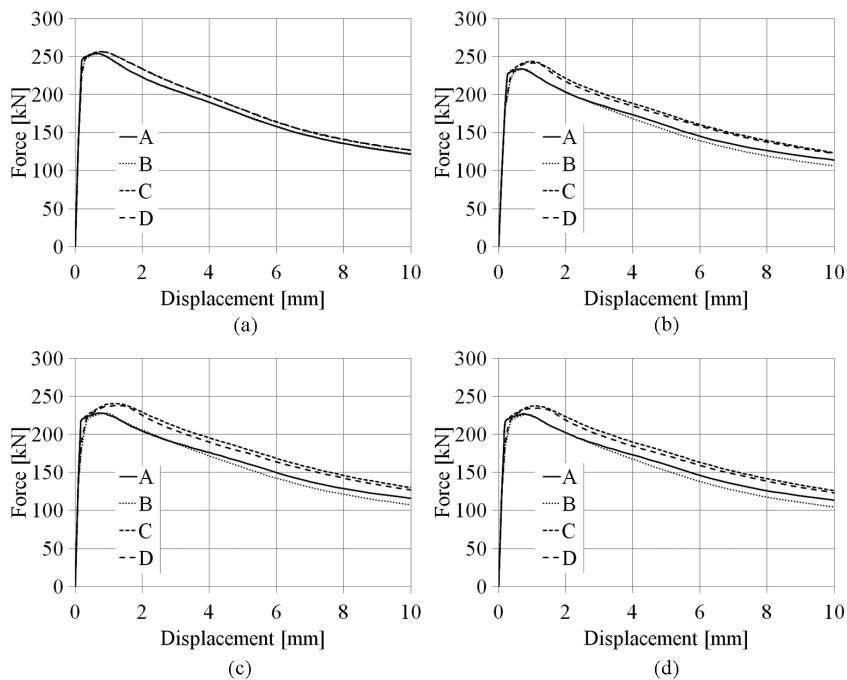 300
250
200
150
100
50
0
Force [kN]
A
B
C
D
0 2 4 6 8 10
Displacement [mm]
(a)
300
250
200
150
100
50
0
Force [kN]
A
B
C
D
0 2 4 6 8 10
Displacement [mm]
(b)
300
250
200
150
100
50
0
Force [kN]
A
B
C
D
0 2 4 6 8 10
Displacement [mm]
(c)
300
250
200
150
100
50
0
Force [kN]
A
B
C
D
0 2 4 6 8 10
Displacement [mm]
(d)